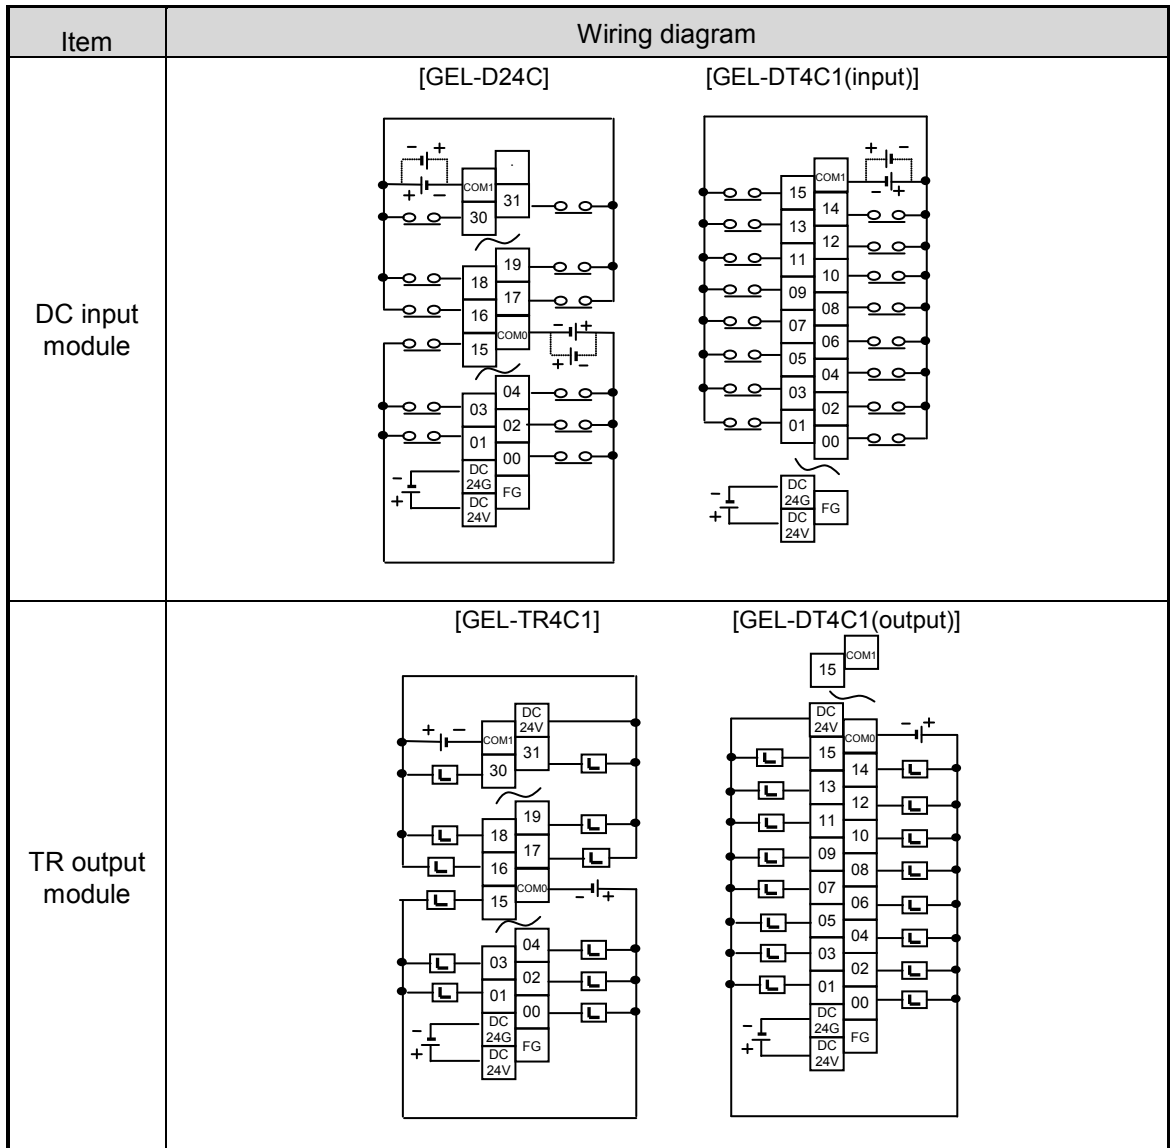 Item
Wiring diagram
DC input
module
[GEL-D24C]
- +
+ -
COM1
.
31
30
19
18
17
16
COM0
- +
+ -
15
04
03
02
01
00
DC
24G
FG
DC
24V
-
+
[GEL-DT4C1(input)]
COM1
+ -
- +
15
14
13
12
11
10
09
08
07
06
05
04
03
02
01
00
DC
24G
FG
DC
24V
-
+
TR output
module
[GEL-TR4C1]
DC
24V
+ -
COM1
31
L
30
L
19
L
18
L
17
L
16
L
COM0
- +
15
L
04
L
03
L
02
L
01
L
00
L
DC
24G
FG
DC
24V
-
+
[GEL-DT4C1(output)]
COM1
15
DC
24V
COM0
- +
15
L
14
L
13
L
12
L
11
L
10
L
09
L
08
L
07
L
06
L
05
L
04
L
03
L
02
L
01
L
00
L
DC
24G
FG
DC
24V
-
+